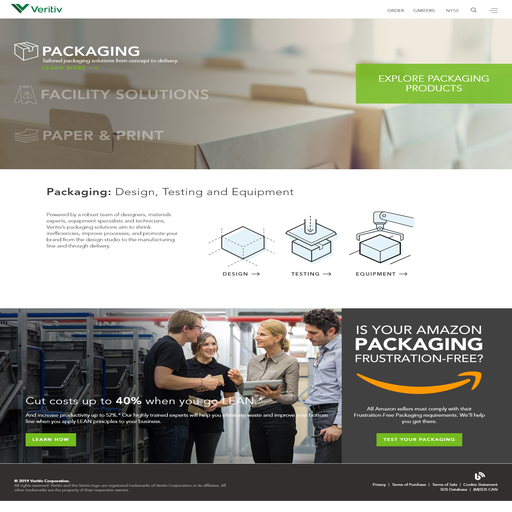 Veritiv
ORDER CAREERS NYSE
PACKAGING
Tailored packaging solutions from concept to delivery.
LEARN MORE
FACILITY SOLUTIONS
PAPER & PRINT
EXPLORE PACKAGING
PRODUCTS
Packaging: Design, Testing and Equipment
Powered by a robust team of designers, materials
experts, equipment specialists and technicians,
Veritiv's packaging solutions aim to shrink
inefficiencies, improve processes, and promote your
brand from the design studio to the manufacturing
line and through delivery.
DESIGN → TESTING → EQUIPMENT →
Cut costs up to 40% when you go LEAN.*
And increase productivity up to 52%.* Our highly trained experts will help you eliminate waste and improve your bottom
line when you apply LEAN principles to your business.
LEARN HOW
IS YOUR AMAZON
PACKAGING
FRUSTRATION-FREE?
All Amazon sellers must comply with their
Frustration-Free Packaging requirements. We'll help
you get there.
TEST YOUR PACKAGING
© 2019 Veritiv Corporation.
All rights reserved. Veritiv and the Veritiv logo are registered trademarks of Veritiv Corporation or its affiliates. All
other trademarks are the property of their respective owners.
Privacy | Terms of Purchase | Terms of Sale | Cookie Statement
SDS Database | (M)SDS CAN